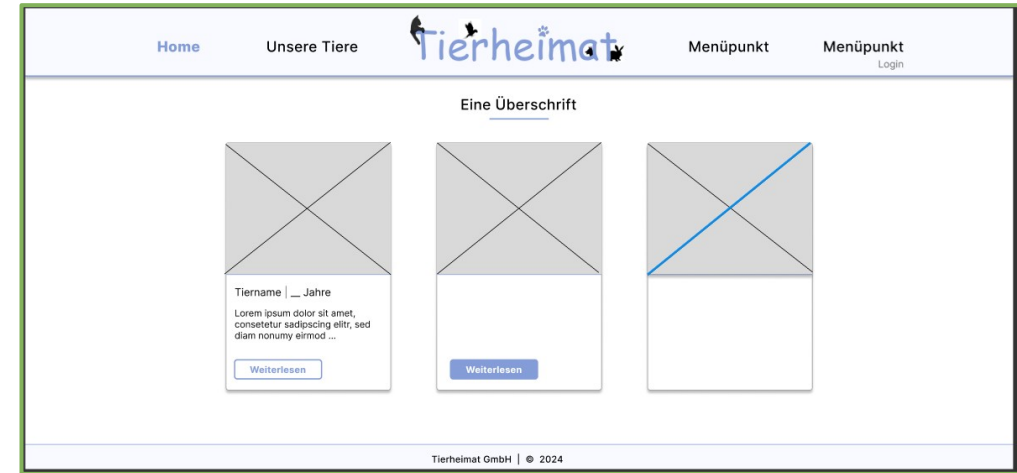 Home
Unsere Tiere
Tierheimat
Menüpunkt
Menüpunkt
Login
Eine Überschrift
Tiername | __ Jahre
Lorem ipsum dolor sit amet,
consetetur sadipscing elitr, sed
diam nonumy eirmod ...
Weiterlesen
Weiterlesen
Tierheimat GmbH | © 2024